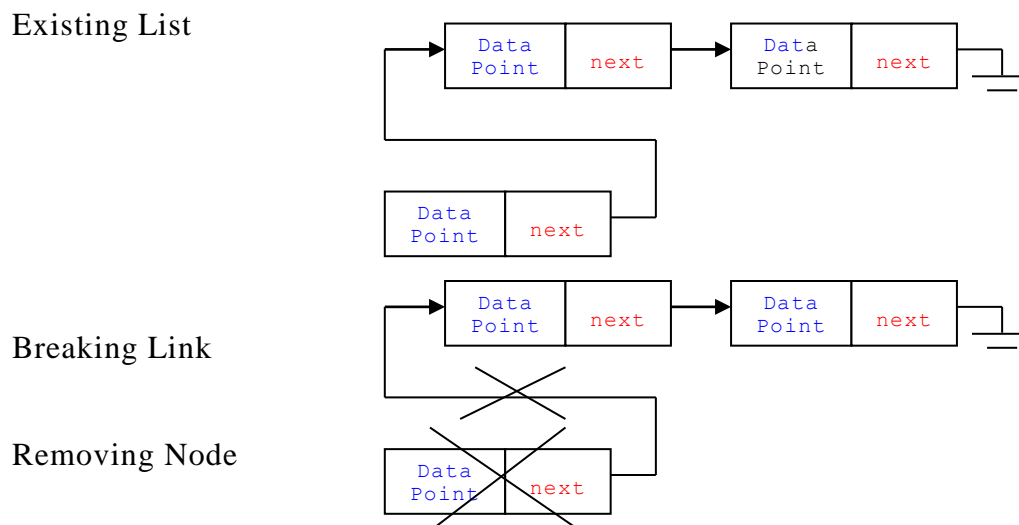 Existing List
Data
Point
next
Data
Point
next
Data
Point
next
Data
Point
next
Data
Point
next
Breaking Link
Removing Node
Data
Point
next